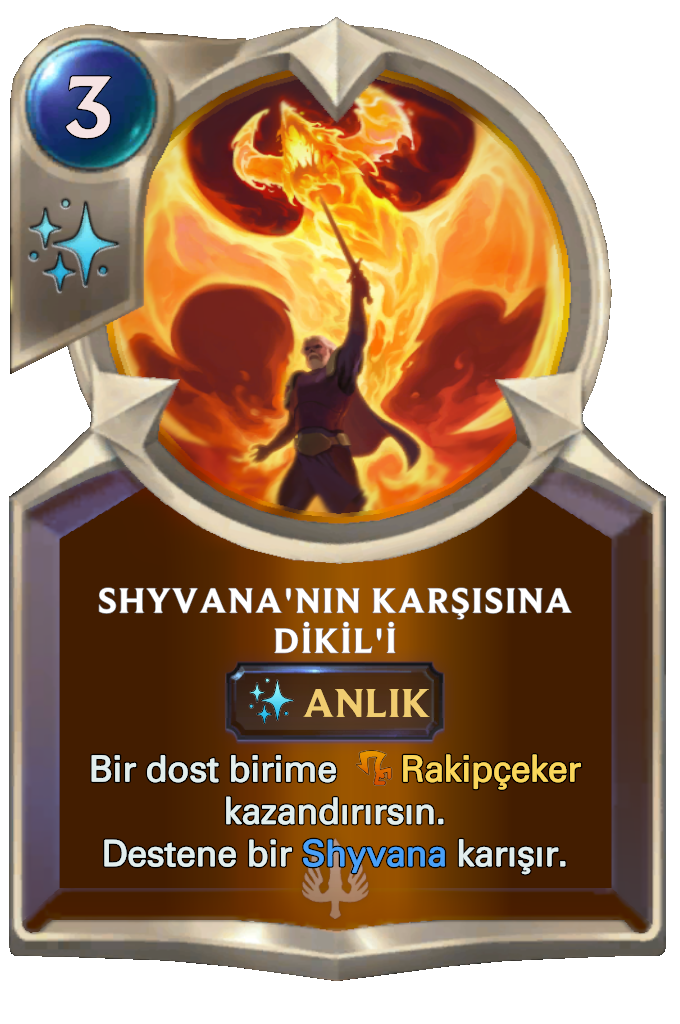 3
SHYVANA'NIN KARŞISINA
DİKİL'İ
ANLIK
Bir dost birime Rakipçeker
kazandırırsın.
Destene bir Shyvana karışır.